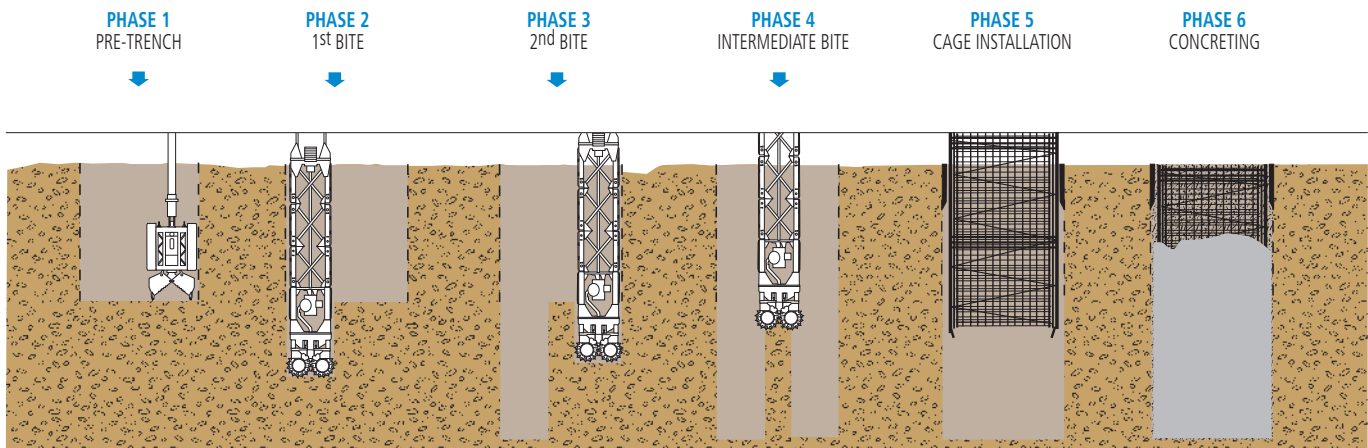 PHASE 1
PRE-TRENCH
PHASE 2
1st BITE
PHASE 3
2nd BITE
PHASE 4
INTERMEDIATE BITE
PHASE 5
CAGE INSTALLATION
PHASE 6
CONCRETING